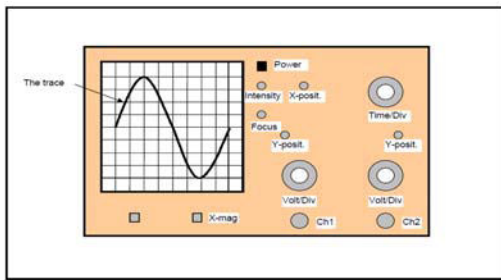 Power
The trace
Intensity
X-posit.
Focus
Time/Div
Y-posit.
Y-posit.
Volt/Div
Volt/Div
X-mag
Ch1
Ch2